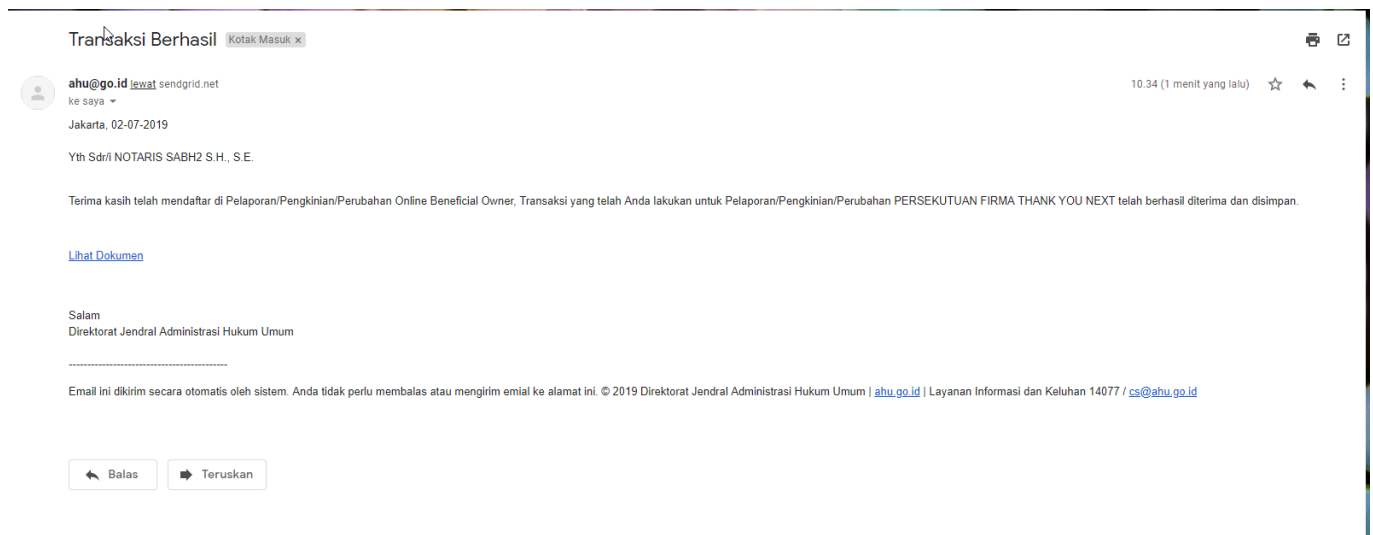 Transaksi Berhasil Kotak Masuk x
ahu@go.id lewat sendgrid.net 10.34 (1 menit yang lalu)
ke saya
Jakarta, 02-07-2019
Yth Sdr/i NOTARIS SABH2 S.H., S.E.
Terima kasih telah mendaftar di Pelaporan/Pengkinian/Perubahan Online Beneficial Owner, Transaksi yang telah Anda lakukan untuk Pelaporan/Pengkinian/Perubahan PERSEKUTUAN FIRMA THANK YOU NEXT telah berhasil diterima dan disimpan.
Lihat Dokumen
Salam
Direktorat Jendral Administrasi Hukum Umum
-------------------------------------------
Email ini dikirim secara otomatis oleh sistem. Anda tidak perlu membalas atau mengirim emial ke alamat ini. © 2019 Direktorat Jendral Administrasi Hukum Umum | ahu.go.id | Layanan Informasi dan Keluhan 14077 / cs@ahu.go.id
Balas Teruskan